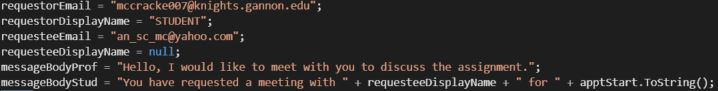 requestorEmail = "mccracke007@knights.gannon.edu";
requestorDisplayName = "STUDENT";
requesteeEmail = "an_sc_mc@yahoo.com";
requesteeDisplayName = null;
messageBodyProf = "Hello, I would like to meet with you to discuss the assignment.";
messageBodyStud = "You have requested a meeting with " + requesteeDisplayName + " for " + apptStart.ToString();